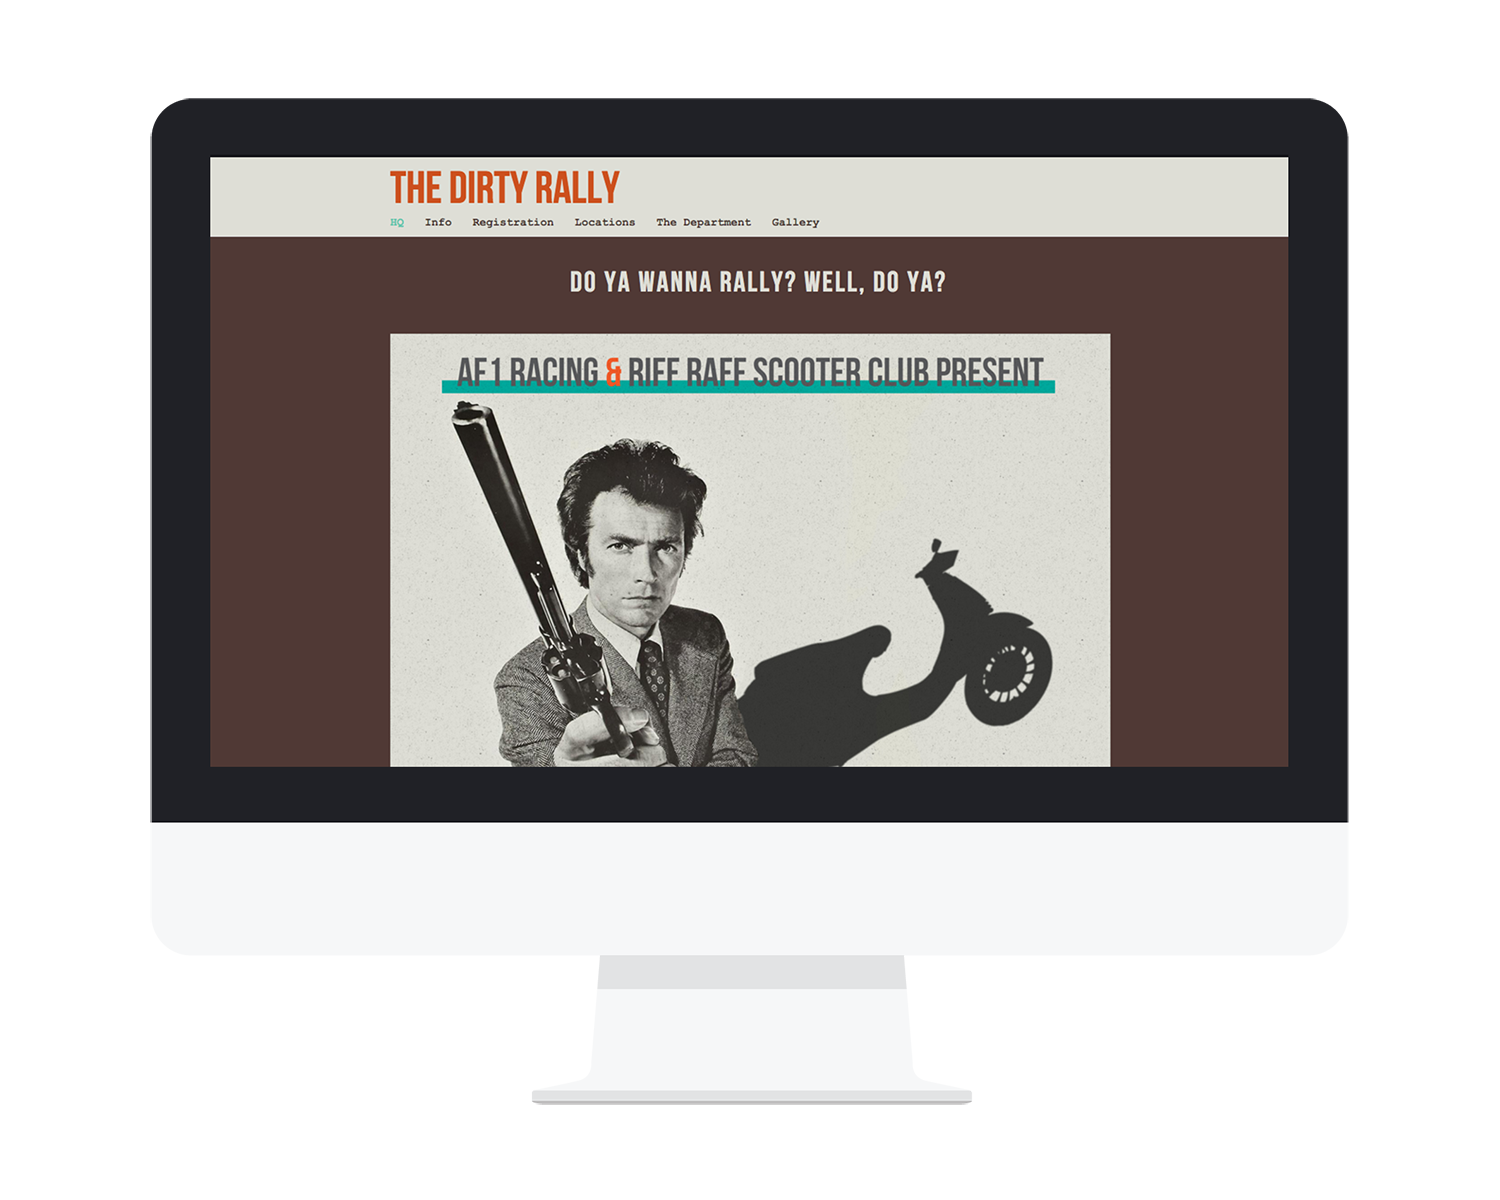 THE DIRTY RALLY
HQ Info Registration Locations The Department Gallery
DO YA WANNA RALLY? WELL, DO YA?
AF1 RACING & RIFF RAFF SCOOTER CLUB PRESENT